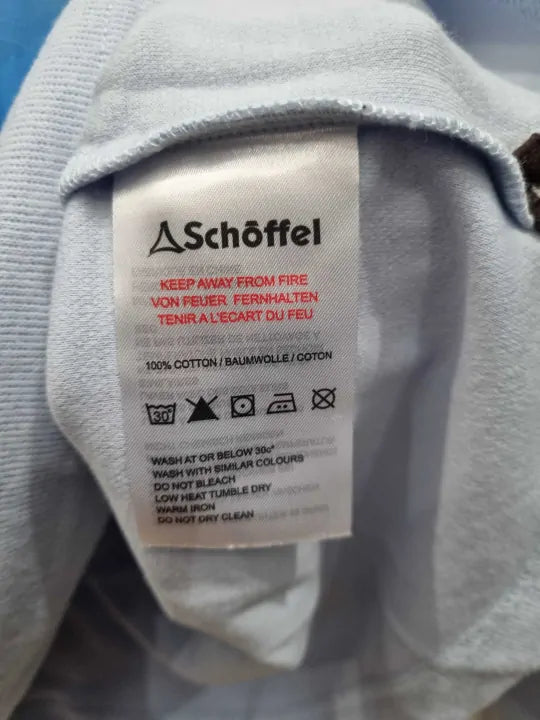 Schöffel
KEEP AWAY FROM FIRE
VON FEUER FERNHALTEN
TENIR A L'ECART DU FEU
100% COTTON / BAUMWOLLE / COTON
30°
WASH AT OR BELOW 30c°
WASH WITH SIMILAR COLOURS
DO NOT BLEACH
LOW HEAT TUMBLE DRY
WARM IRON
DO NOT DRY CLEAN